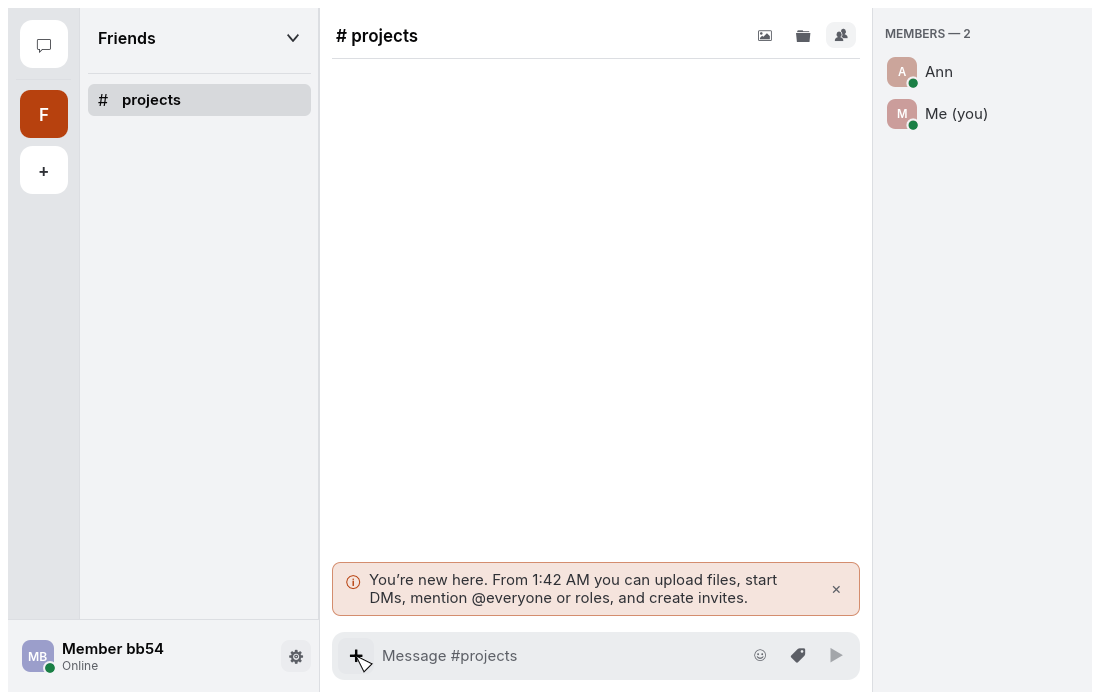 Friends
F
+
# projects
Member bb54
Online
MB
# projects
You’re new here. From 1:42 AM you can upload files, start
DMs, mention @everyone or roles, and create invites.
Message #projects
MEMBERS — 2
A
Ann
M
Me (you)